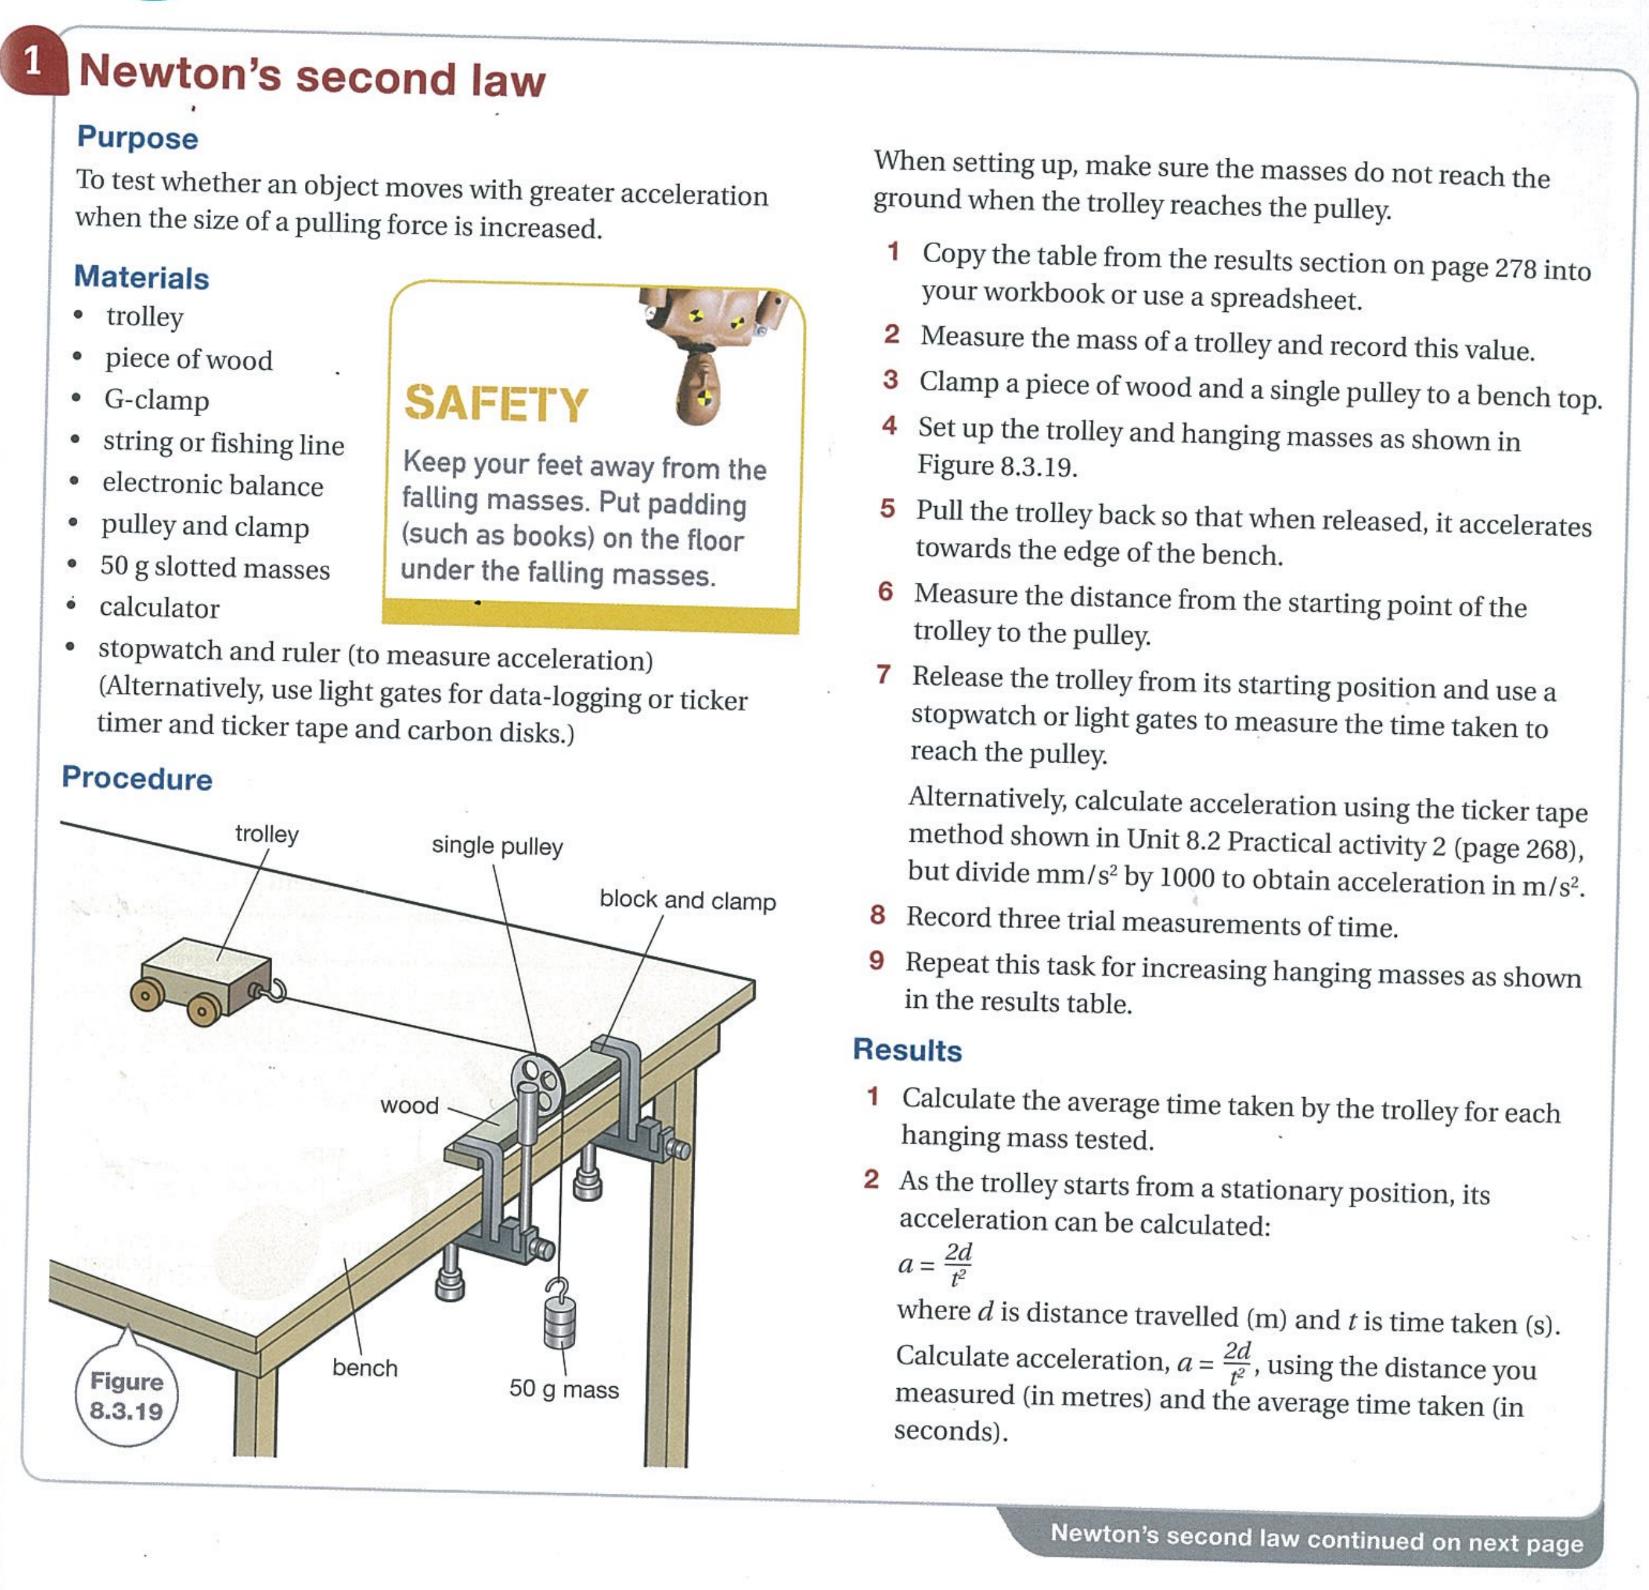 1
Newton's second law
Purpose
To test whether an object moves with greater acceleration
when the size of a pulling force is increased.
Materials
• trolley
• piece of wood
• G-clamp
• string or fishing line
• electronic balance
• pulley and clamp
• 50 g slotted masses
• calculator
• stopwatch and ruler (to measure acceleration)
(Alternatively, use light gates for data-logging or ticker
timer and ticker tape and carbon disks.)
SAFETY
Keep your feet away from the
falling masses. Put padding
(such as books) on the floor
under the falling masses.
Procedure
trolley
single pulley
block and clamp
wood
bench
50 g mass
Figure
8.3.19
When setting up, make sure the masses do not reach the
ground when the trolley reaches the pulley.
1 Copy the table from the results section on page 278 into
your workbook or use a spreadsheet.
2 Measure the mass of a trolley and record this value.
3 Clamp a piece of wood and a single pulley to a bench top.
4 Set up the trolley and hanging masses as shown in
Figure 8.3.19.
5 Pull the trolley back so that when released, it accelerates
towards the edge of the bench.
6 Measure the distance from the starting point of the
trolley to the pulley.
7 Release the trolley from its starting position and use a
stopwatch or light gates to measure the time taken to
reach the pulley.
Alternatively, calculate acceleration using the ticker tape
method shown in Unit 8.2 Practical activity 2 (page 268),
but divide mm/s² by 1000 to obtain acceleration in m/s².
8 Record three trial measurements of time.
9 Repeat this task for increasing hanging masses as shown
in the results table.
Results
1 Calculate the average time taken by the trolley for each
hanging mass tested.
2 As the trolley starts from a stationary position, its
acceleration can be calculated:
a = 2d/t²
where d is distance travelled (m) and t is time taken (s).
Calculate acceleration, a = 2d/t², using the distance you
measured (in metres) and the average time taken (in
seconds).
Newton's second law continued on next page